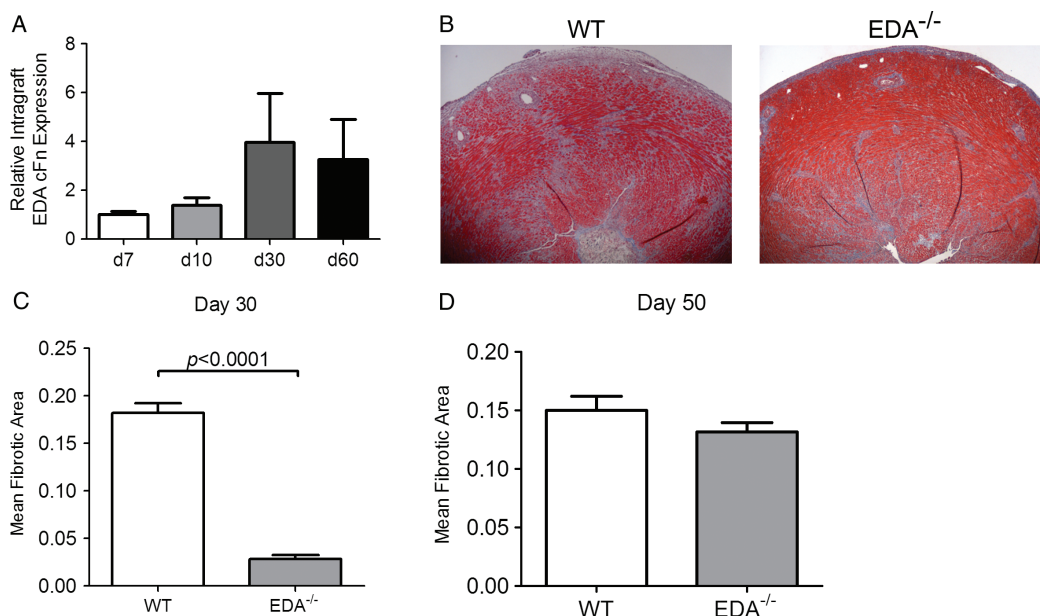 A
Relative Intragraft
EDA cFn Expression
8
6
4
2
0
d7 d10 d30 d60
B
WT EDA⁻/⁻
C
Day 30
Mean Fibrotic Area
0.25
0.20
0.15
0.10
0.05
0.00
p<0.0001
WT EDA⁻/⁻
D
Day 50
Mean Fibrotic Area
0.20
0.15
0.10
0.05
0.00
WT EDA⁻/⁻